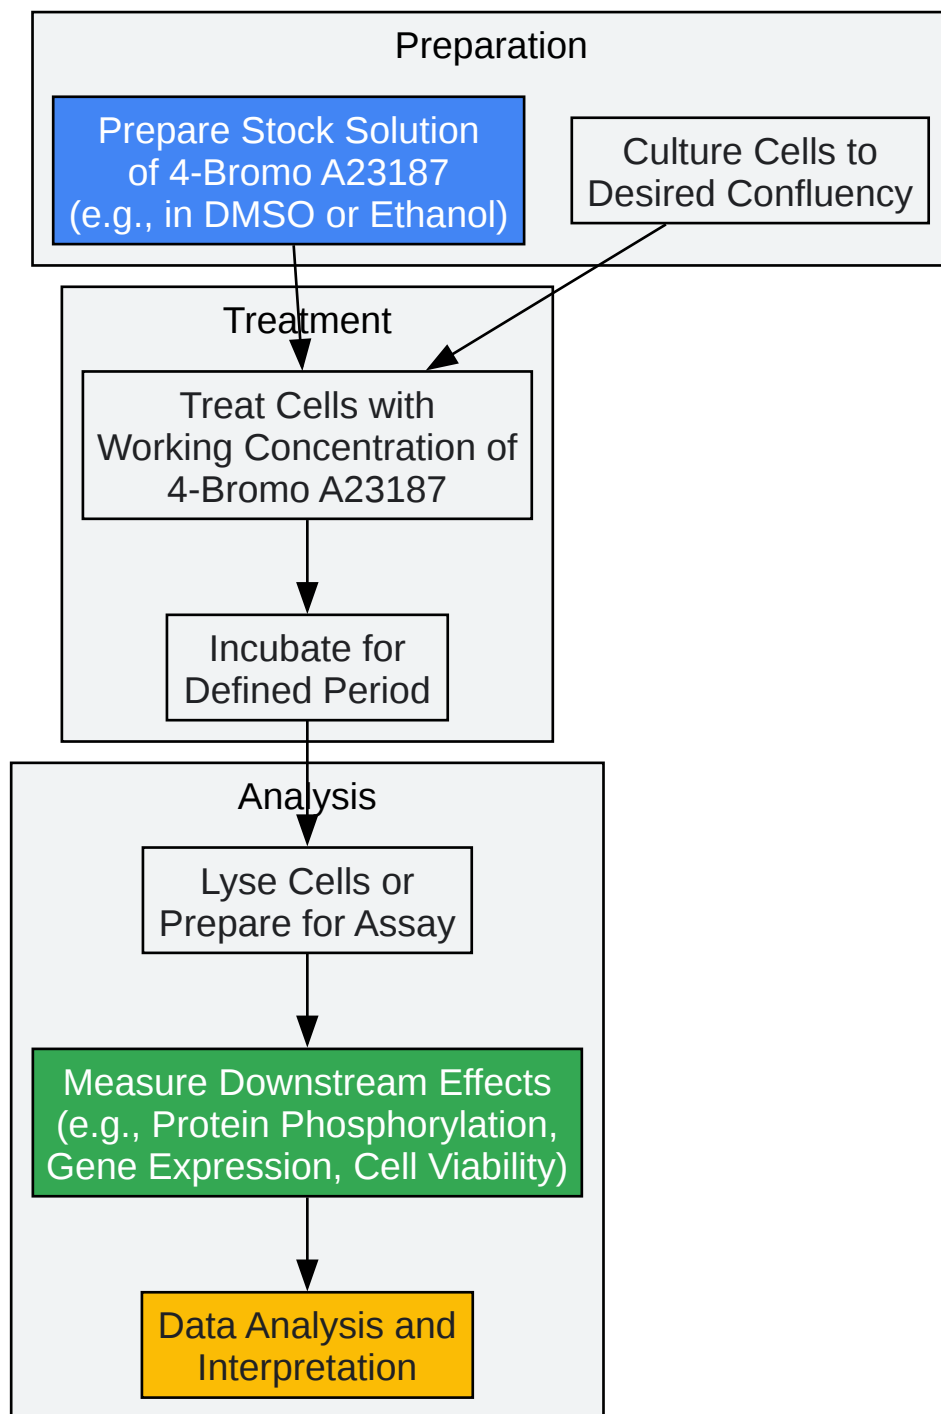 Preparation
Prepare Stock Solution
of 4-Bromo A23187
(e.g., in DMSO or Ethanol)
Culture Cells to
Desired Confluency
Treatment
Treat Cells with
Working Concentration of
4-Bromo A23187
Incubate for
Defined Period
Analysis
Lyse Cells or
Prepare for Assay
Measure Downstream Effects
(e.g., Protein Phosphorylation,
Gene Expression, Cell Viability)
Data Analysis and
Interpretation